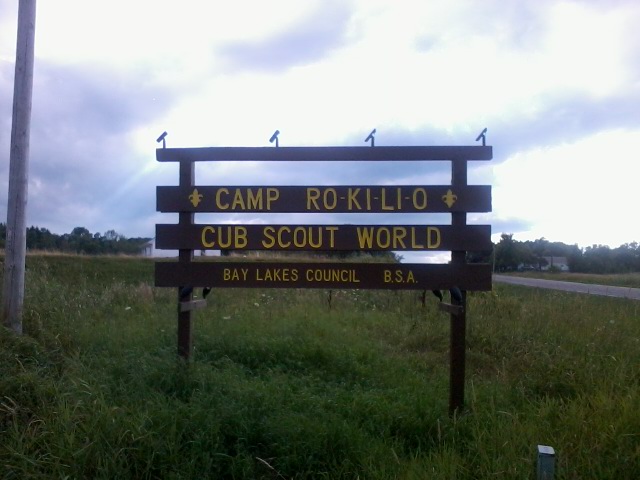 CAMP RO-KI-LI-O
CUB SCOUT WORLD
BAY LAKES COUNCIL B.S.A.